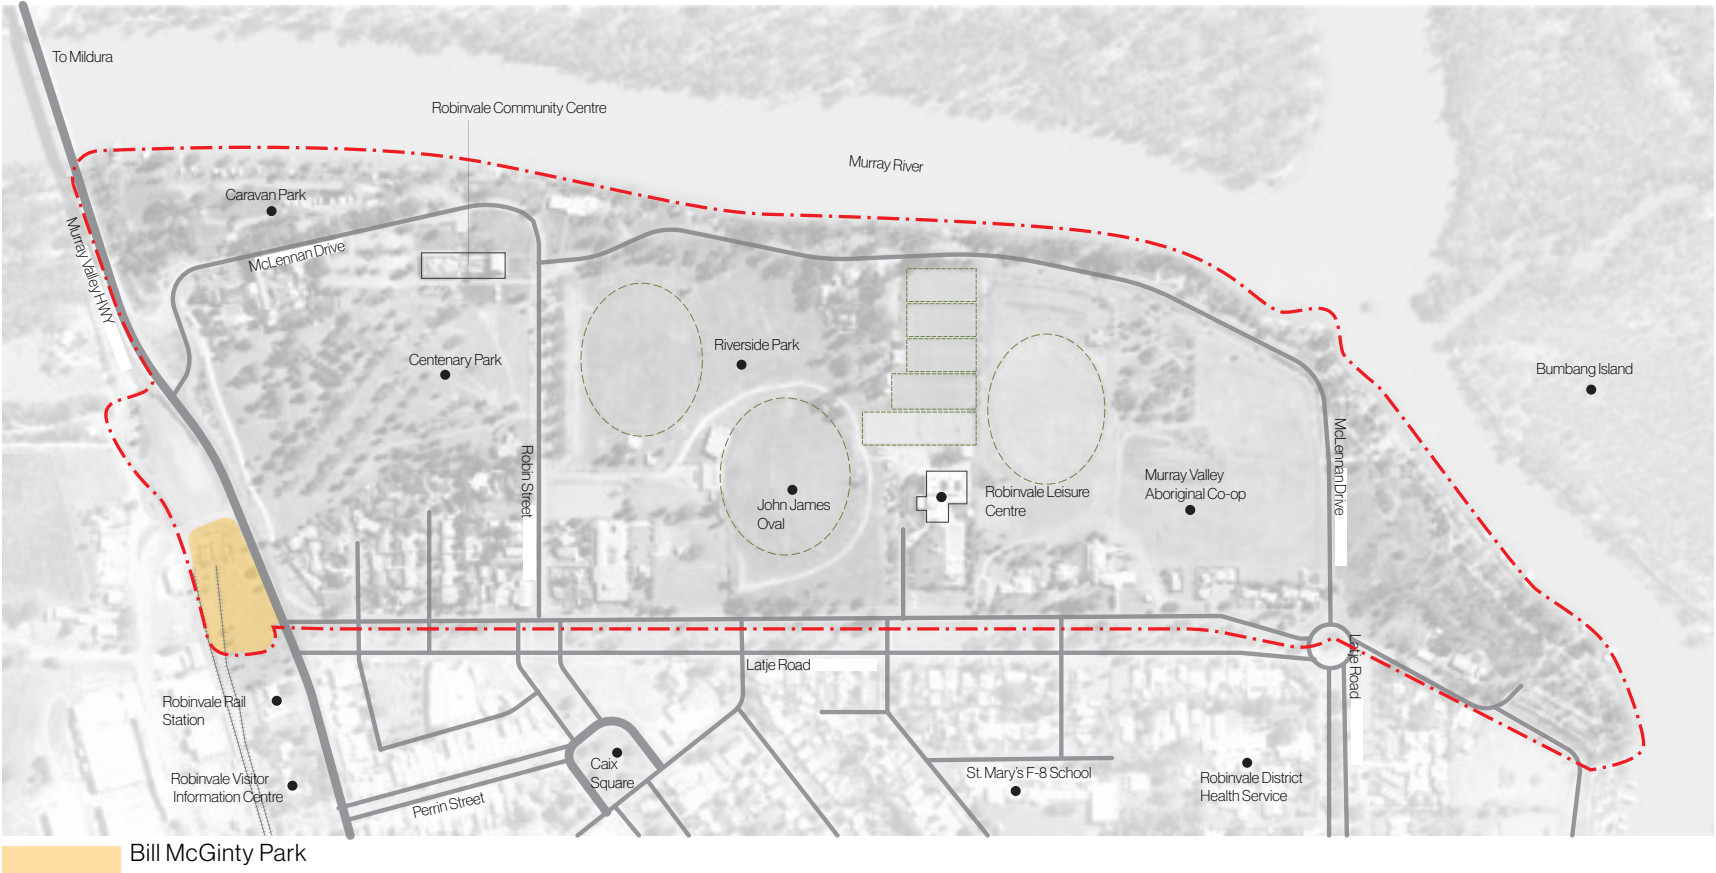 To Mildura
Robinvale Community Centre
Murray River
Caravan Park
McLennan Drive
Murray Valley HWY
Centenary Park
Riverside Park
Bumbang Island
Robin Street
John James
Oval
Robinvale Leisure
Centre
Murray Valley
Aboriginal Co-op
McLennan Drive
Latje Road
Latje Road
Robinvale Rail
Station
Caix
Square
St. Mary's F-8 School
Robinvale District
Health Service
Robinvale Visitor
Information Centre
Perrin Street
Bill McGinty Park